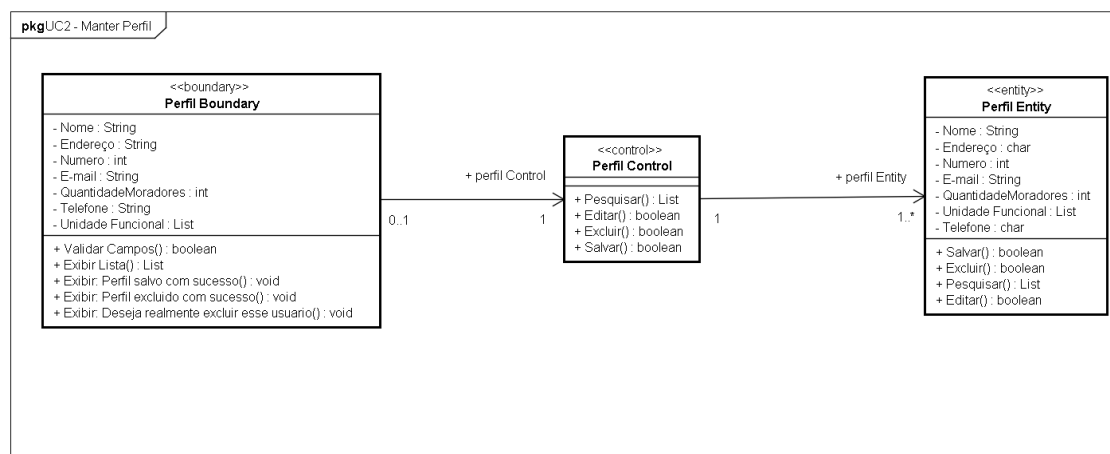 pkgUC2 - Manter Perfil
<<boundary>>
Perfil Boundary
- Nome : String
- Endereço : String
- Numero : int
- E-mail : String
- QuantidadeMoradores : int
- Telefone : String
- Unidade Funcional : List
+ Validar Campos() : boolean
+ Exibir Lista() : List
+ Exibir: Perfil salvo com sucesso() : void
+ Exibir: Perfil excluido com sucesso() : void
+ Exibir: Deseja realmente excluir esse usuario() : void
+ perfil Control
0..1
1
<<control>>
Perfil Control
+ Pesquisar() : List
+ Editar() : boolean
+ Excluir() : boolean
+ Salvar() : boolean
+ perfil Entity
1
1..*
<<entity>>
Perfil Entity
- Nome : String
- Endereço : char
- Numero : int
- E-mail : String
- QuantidadeMoradores : int
- Unidade Funcional : List
- Telefone : char
+ Salvar() : boolean
+ Excluir() : boolean
+ Pesquisar() : List
+ Editar() : boolean